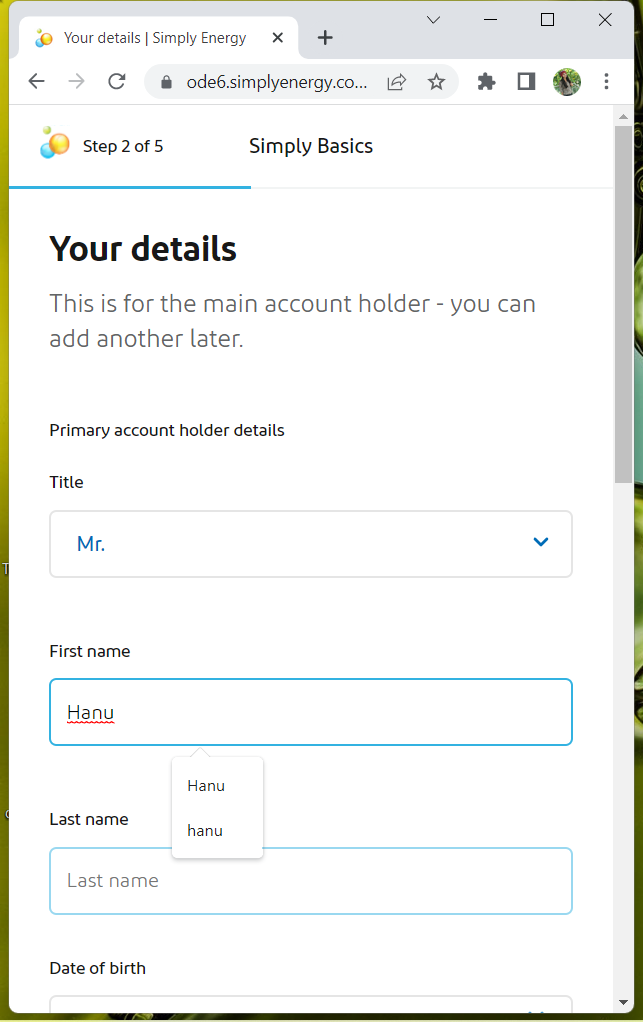 Your details | Simply Energy
ode6.simplyenergy.co...
Step 2 of 5
Simply Basics
Your details
This is for the main account holder - you can
add another later.
Primary account holder details
Title
Mr.
First name
Hanu
Hanu
hanu
Last name
Last name
Date of birth